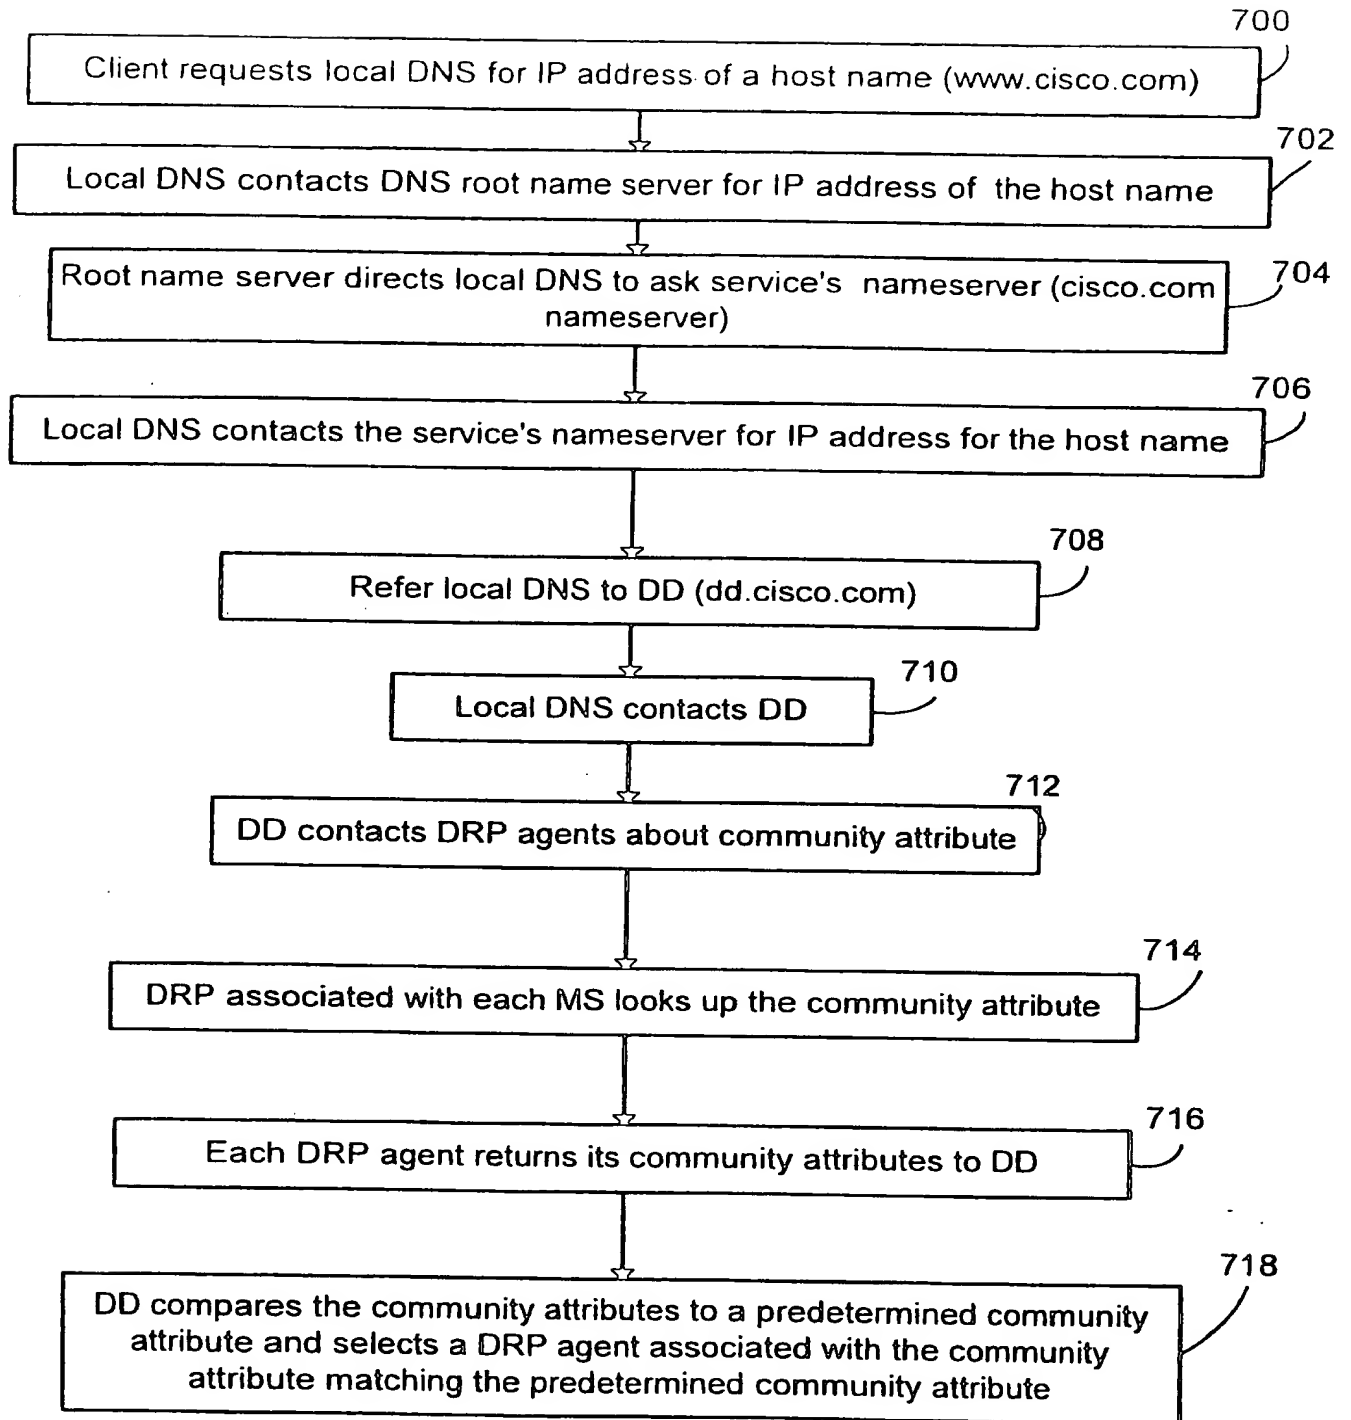 700
Client requests local DNS for IP address of a host name (www.cisco.com)
702
Local DNS contacts DNS root name server for IP address of the host name
704
Root name server directs local DNS to ask service's nameserver (cisco.com
nameserver)
706
Local DNS contacts the service's nameserver for IP address for the host name
708
Refer local DNS to DD (dd.cisco.com)
710
Local DNS contacts DD
712
DD contacts DRP agents about community attribute
714
DRP associated with each MS looks up the community attribute
716
Each DRP agent returns its community attributes to DD
718
DD compares the community attributes to a predetermined community
attribute and selects a DRP agent associated with the community
attribute matching the predetermined community attribute